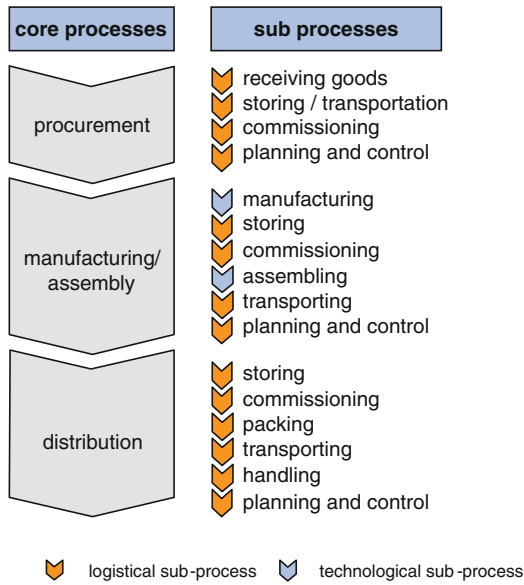 core processes
sub processes
procurement
receiving goods
storing / transportation
commissioning
planning and control
manufacturing/
assembly
manufacturing
storing
commissioning
assembling
transporting
planning and control
distribution
storing
commissioning
packing
transporting
handling
planning and control
logistical sub-process
technological sub-process